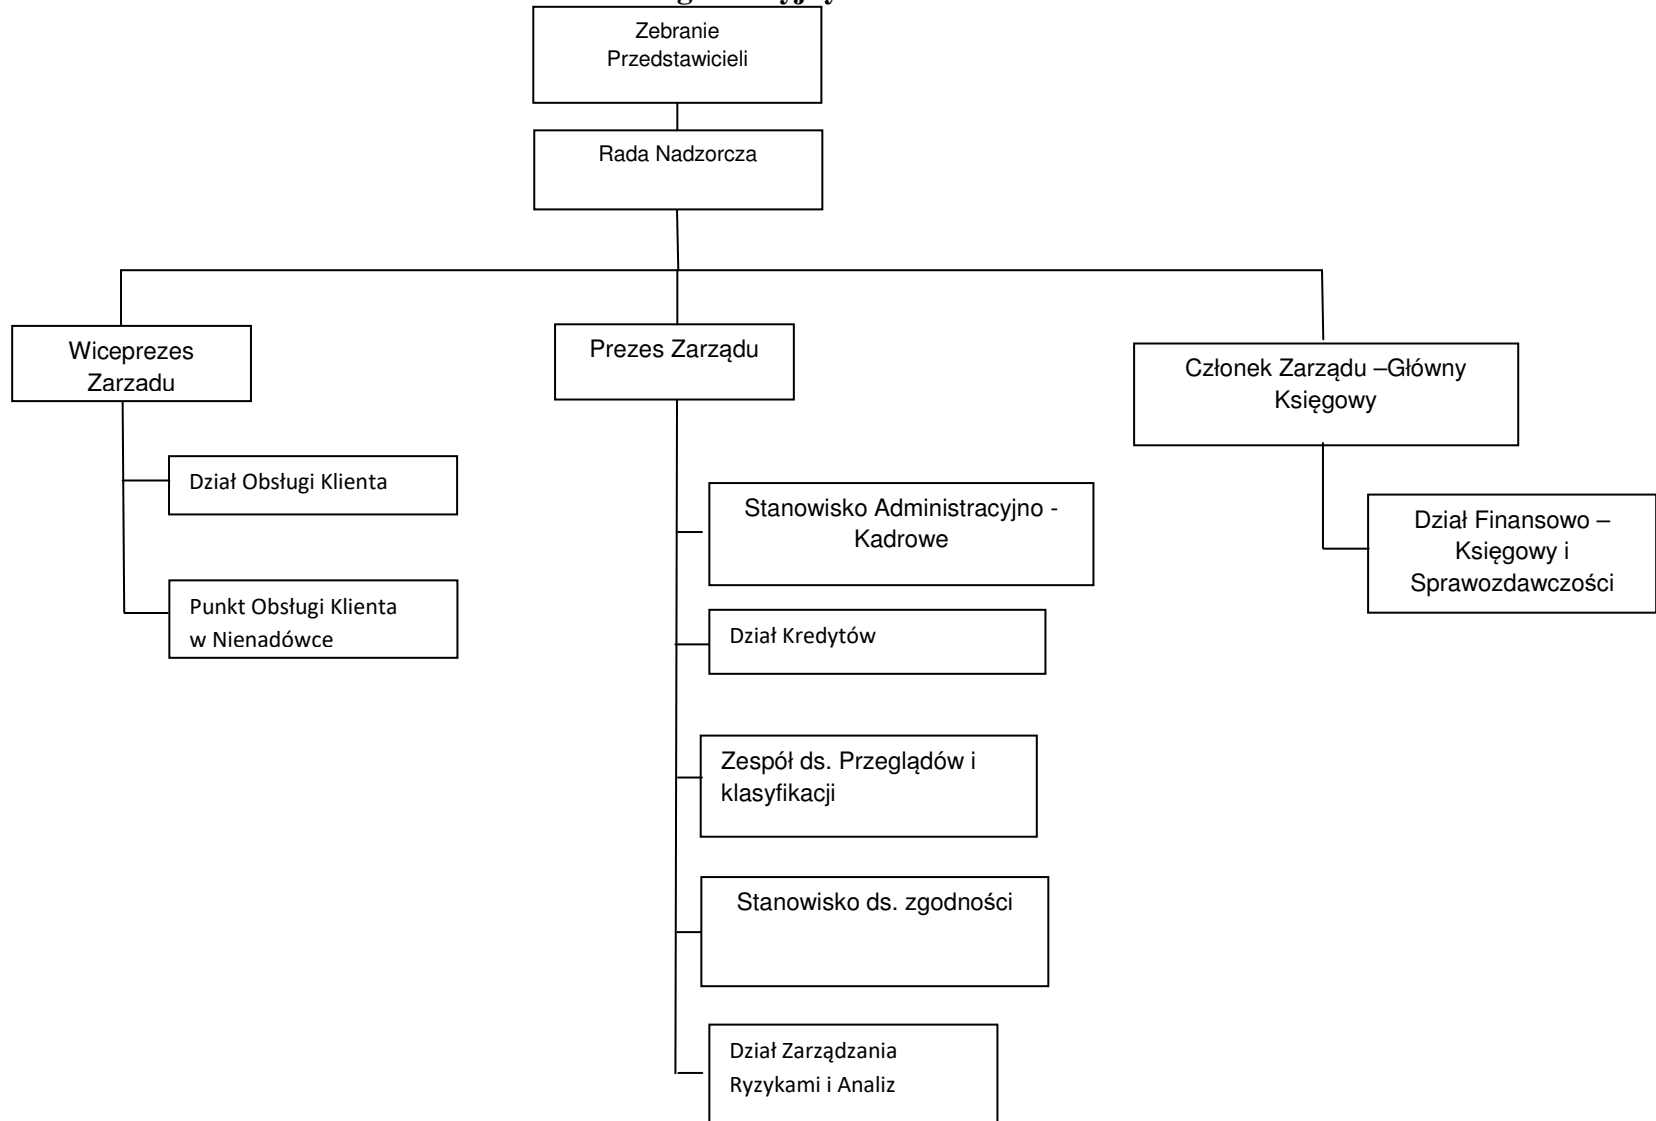 Zebranie
Przedstawicieli
Rada Nadzorcza
Wiceprezes
Zarzadu
Prezes Zarządu
Członek Zarządu –Główny
Księgowy
Dział Obsługi Klienta
Punkt Obsługi Klienta
w Nienadówce
Stanowisko Administracyjno -
Kadrowe
Dział Kredytów
Zespół ds. Przeglądów i
klasyfikacji
Stanowisko ds. zgodności
Dział Zarządzania
Ryzykami i Analiz
Dział Finansowo –
Księgowy i
Sprawozdawczości